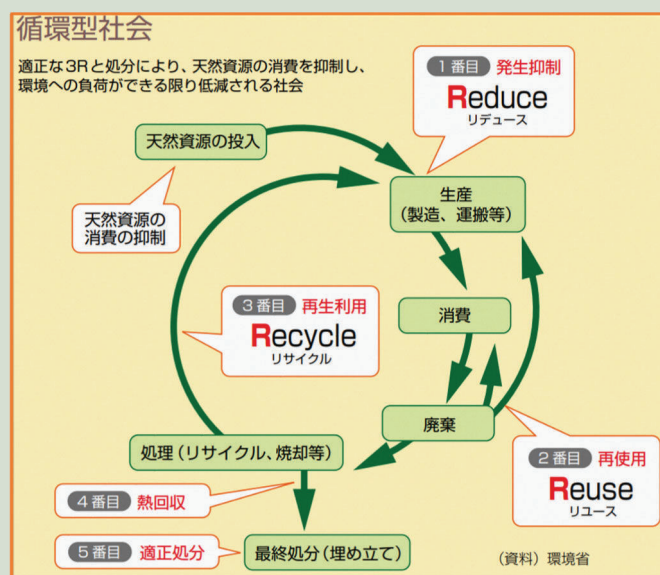 循環型社会
適正な3Rと処分により、天然資源の消費を抑制し、
環境への負荷ができる限り低減される社会
1番目 発生抑制
Reduce
リデュース
天然資源の投入
生産
(製造、運搬等)
天然資源の
消費の抑制
3番目 再生利用
Recycle
リサイクル
消費
廃棄
処理(リサイクル、焼却等)
2番目 再使用
Reuse
リユース
4番目 熱回収
5番目 適正処分
最終処分(埋め立て)
(資料)環境省